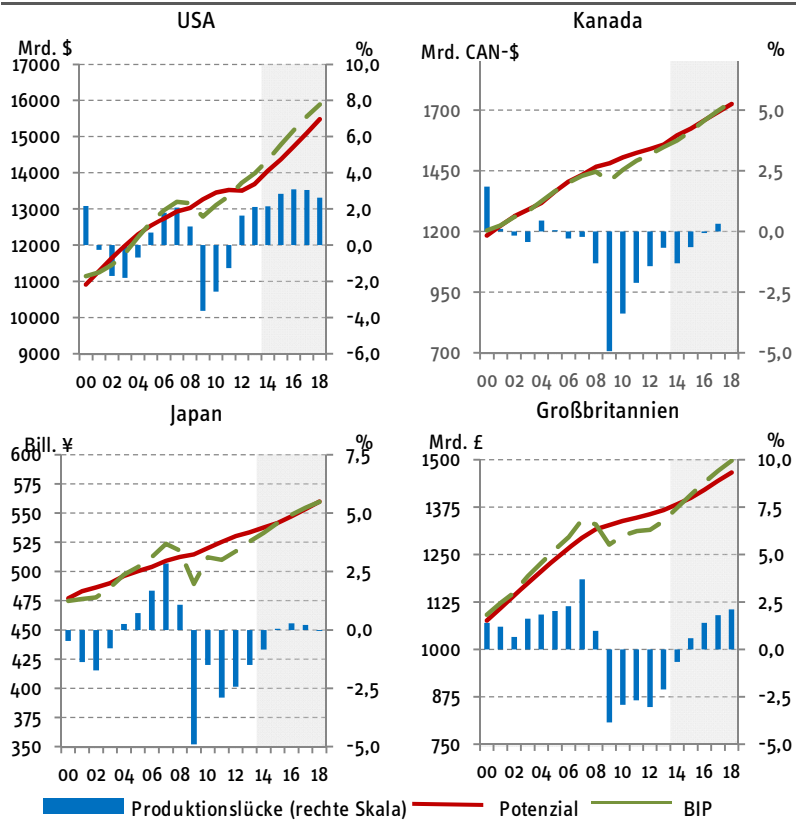 USA
Mrd. $ %
17000 10,0
16000 8,0
15000 6,0
14000 4,0
13000 2,0
12000 0,0
11000 -2,0
10000 -4,0
9000 -6,0
00 02 04 06 08 10 12 14 16 18
Kanada
Mrd. CAN-$ %
1700 5,0
1450 2,5
1200 0,0
950 -2,5
700 -5,0
00 02 04 06 08 10 12 14 16 18
Japan
Bill. ¥ %
600 7,5
575
550 5,0
525
500 2,5
475
450 0,0
425
400 -2,5
375
350 -5,0
00 02 04 06 08 10 12 14 16 18
Großbritannien
Mrd. £ %
1500 10,0
1375 7,5
1250 5,0
1125 2,5
1000 0,0
875 -2,5
750 -5,0
00 02 04 06 08 10 12 14 16 18
Produktionslücke (rechte Skala) Potenzial BIP